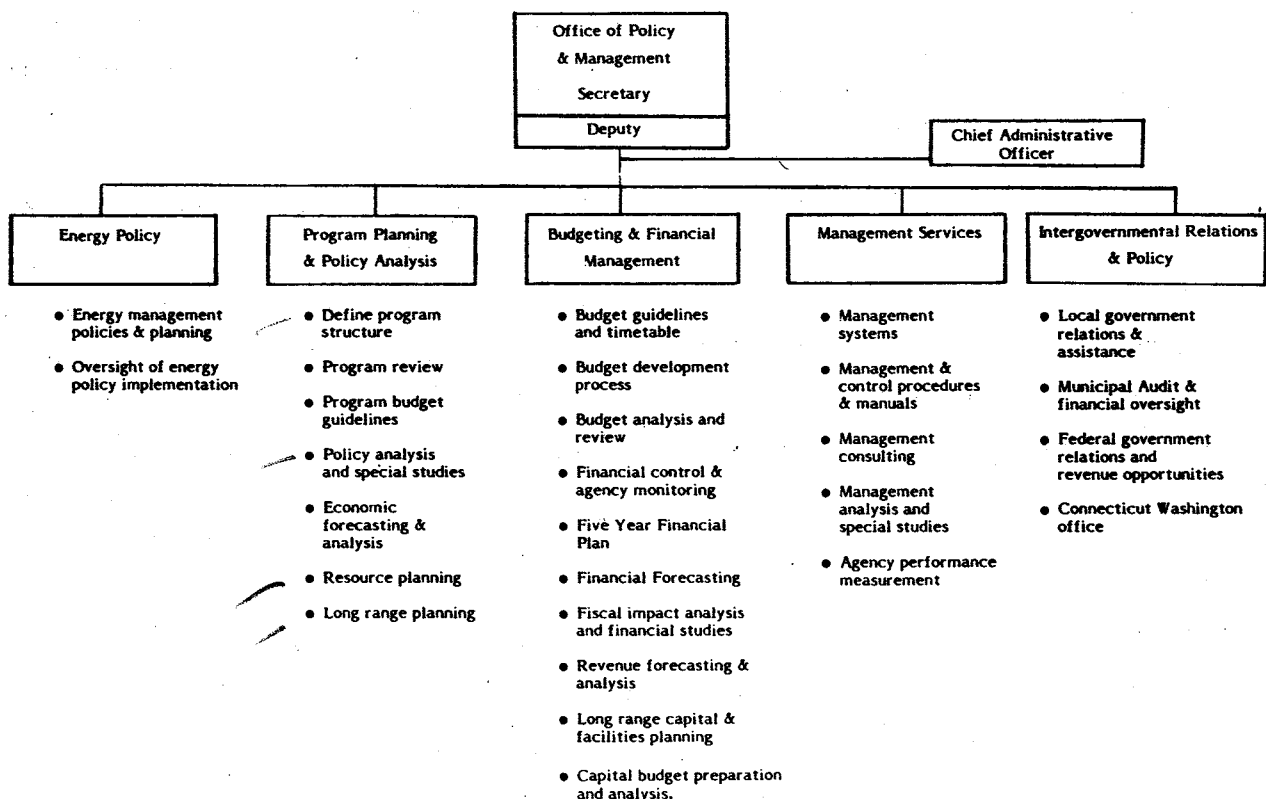 Office of Policy
& Management
Secretary
Deputy
Chief Administrative
Officer
Energy Policy
● Energy management
policies & planning
● Oversight of energy
policy implementation
Program Planning
& Policy Analysis
● Define program
structure
● Program review
● Program budget
guidelines
● Policy analysis
and special studies
● Economic
forecasting &
analysis
● Resource planning
● Long range planning
Budgeting & Financial
Management
● Budget guidelines
and timetable
● Budget development
process
● Budget analysis and
review
● Financial control &
agency monitoring
● Five Year Financial
Plan
● Financial Forecasting
● Fiscal impact analysis
and financial studies
● Revenue forecasting &
analysis
● Long range capital &
facilities planning
● Capital budget preparation
and analysis.
Management Services
● Management
systems
● Management &
control procedures
& manuals
● Management
consulting
● Management
analysis and
special studies
● Agency performance
measurement
Intergovernmental Relations
& Policy
● Local government
relations &
assistance
● Municipal Audit &
financial oversight
● Federal government
relations and
revenue opportunities
● Connecticut Washington
office